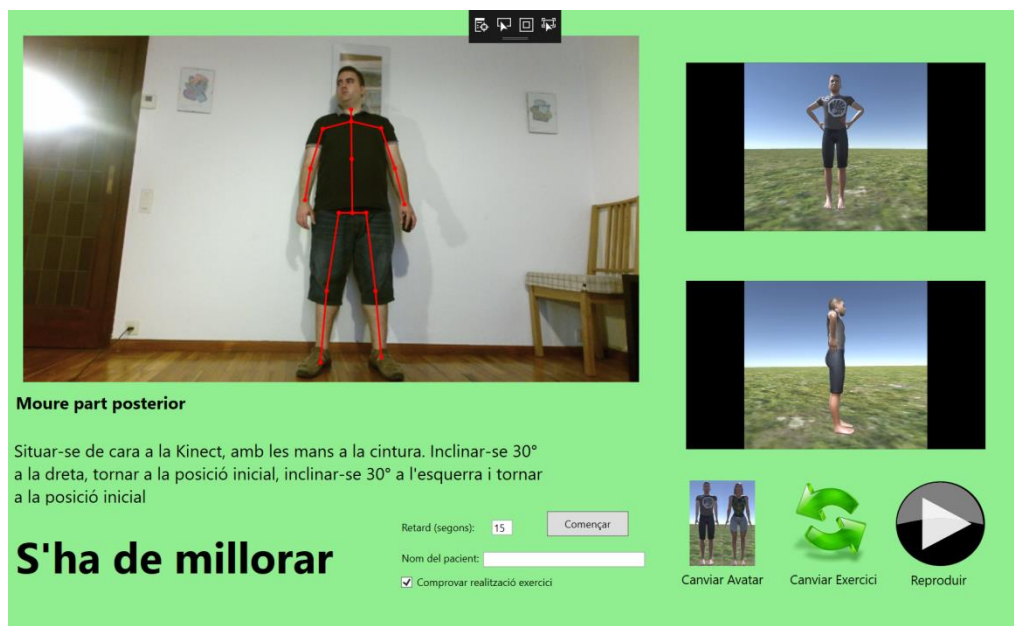 Moure part posterior
Situar-se de cara a la Kinect, amb les mans a la cintura. Inclinar-se 30°
a la dreta, tornar a la posició inicial, inclinar-se 30° a l'esquerra i tornar
a la posició inicial
S'ha de millorar
Retard (segons): 15 Començar
Nom del pacient:
Comprovar realització exercici
Canviar Avatar
Canviar Exercici
Reproduir